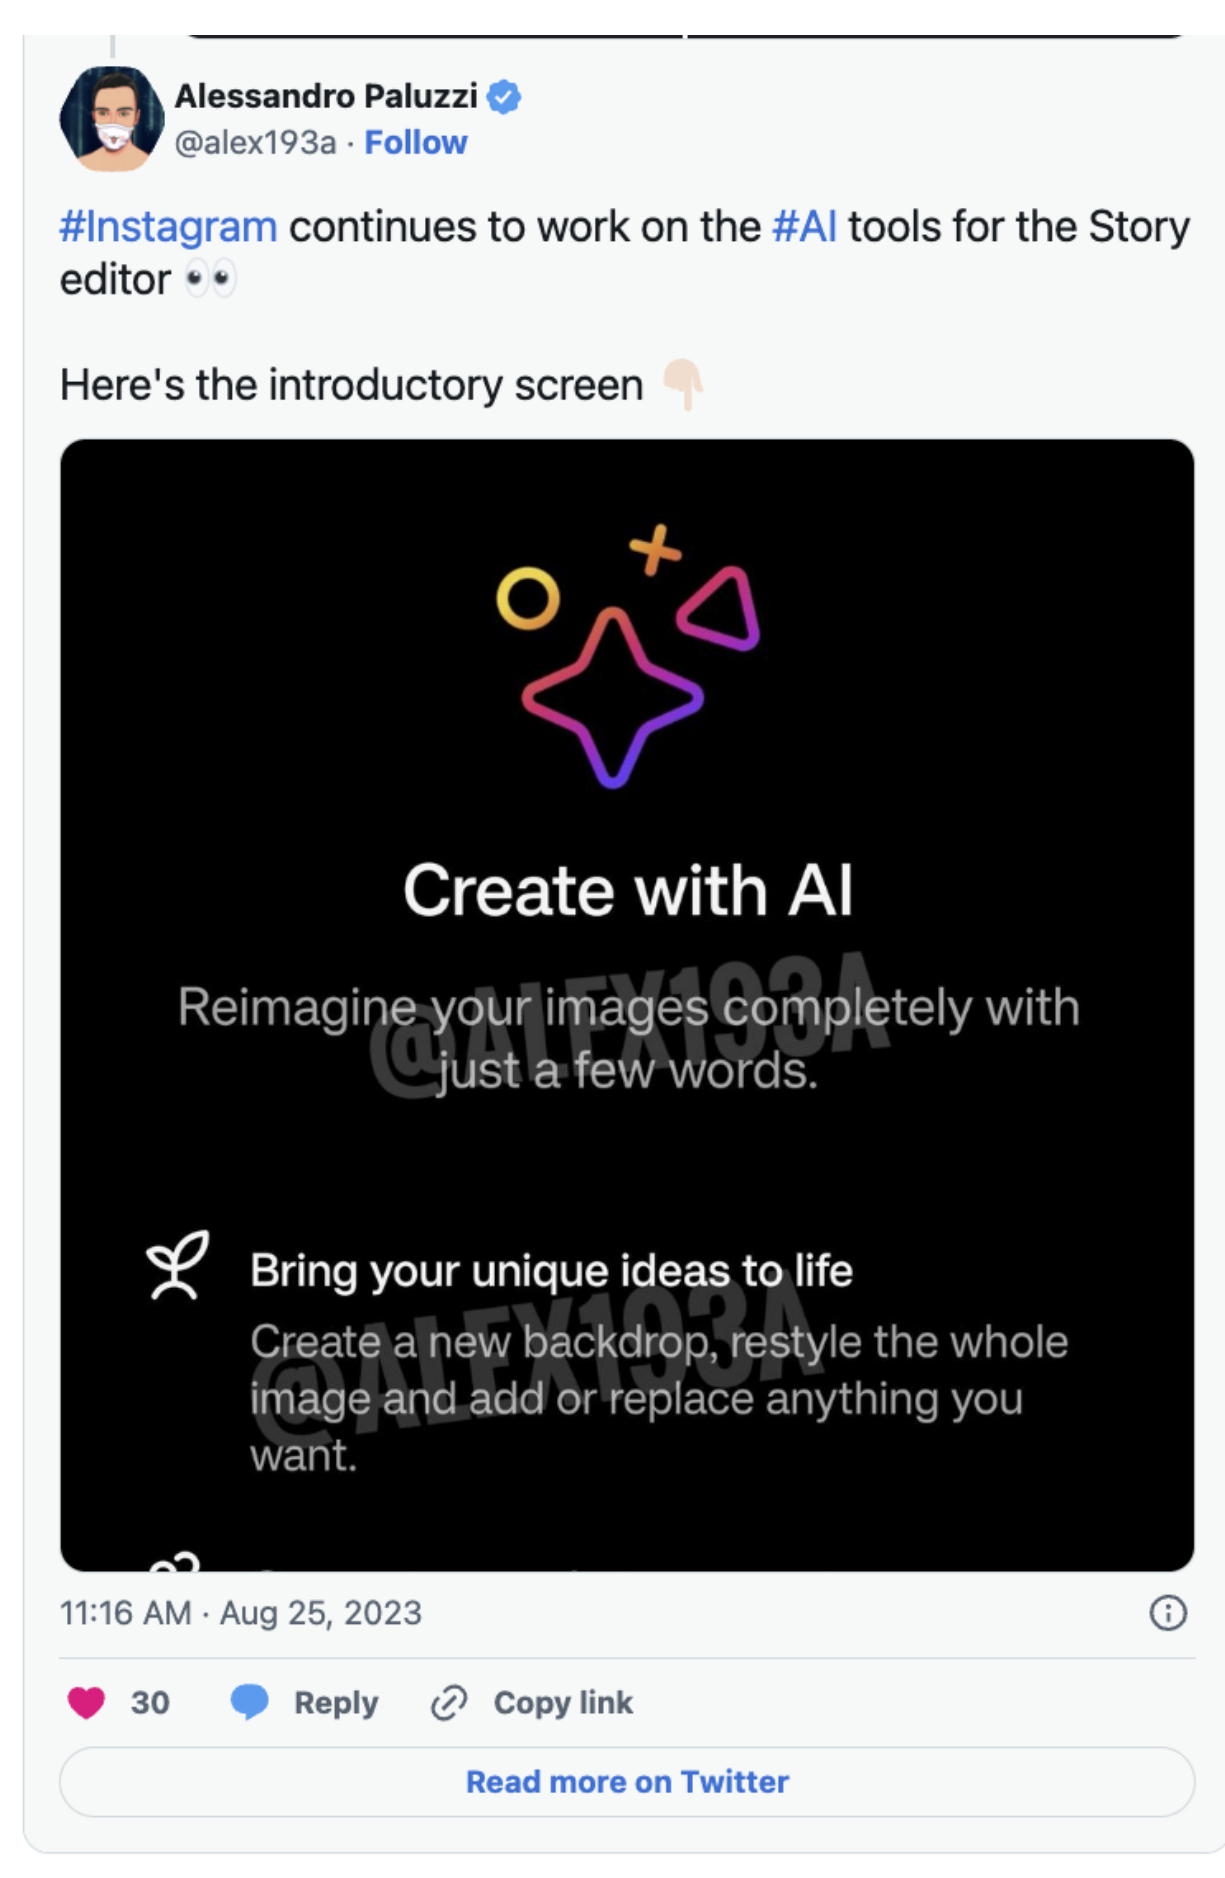 Alessandro Paluzzi
@alex193a · Follow
#Instagram continues to work on the #AI tools for the Story
editor 👀
Here's the introductory screen 👇🏻
Create with AI
Reimagine your images completely with
just a few words.
@ALEX193A
Bring your unique ideas to life
Create a new backdrop, restyle the whole
image and add or replace anything you
want.
@ALEX193A
11:16 AM · Aug 25, 2023
30 Reply Copy link
Read more on Twitter